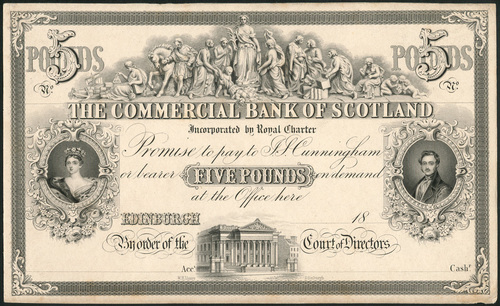 POUNDS 5 POUNDS 5
No. No.
THE COMMERCIAL BANK OF SCOTLAND
Incorporated by Royal Charter
Promise to pay to J.S. Cunningham
or bearer FIVE POUNDS on demand
at the Office here
EDINBURGH 18
By order of the Court of Directors
Acct. Cashr.